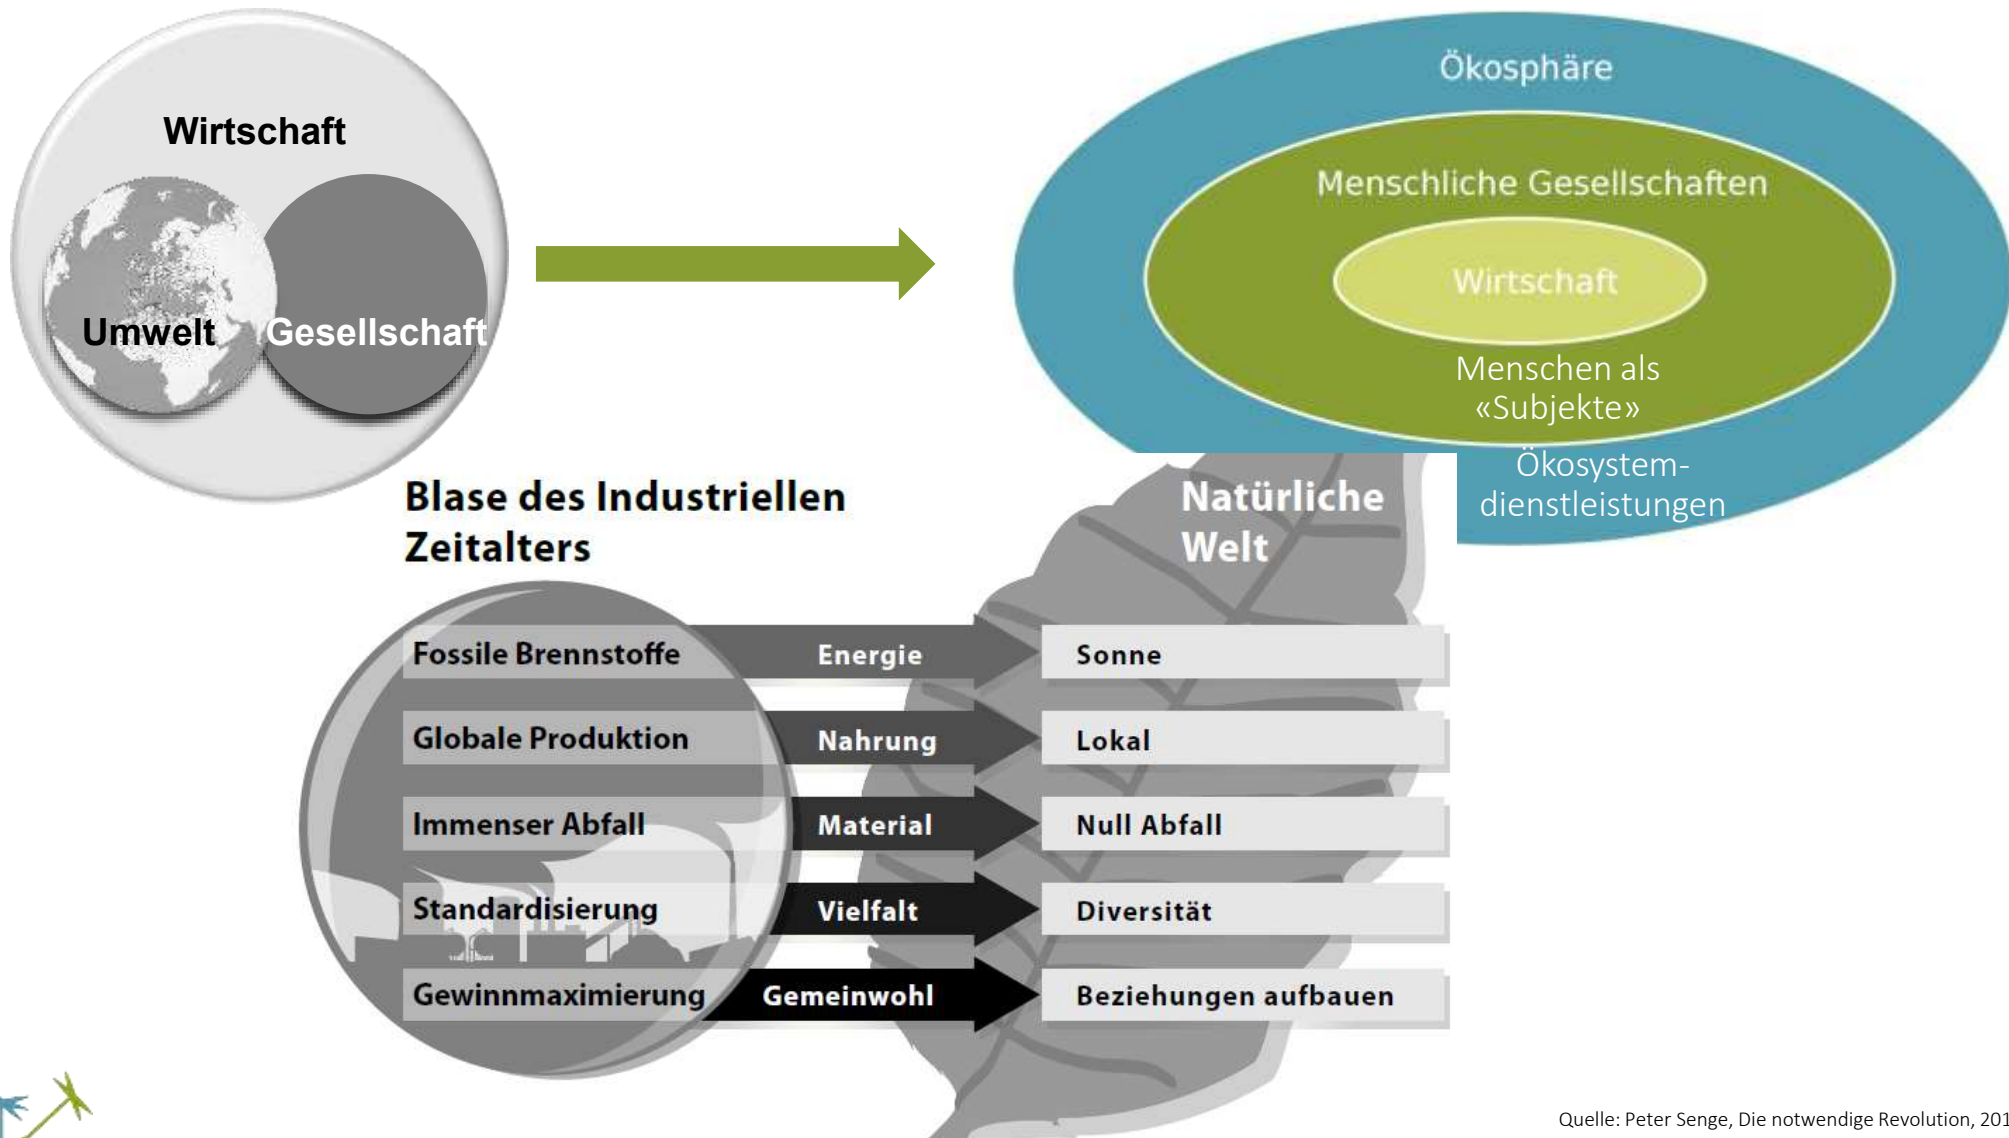 Wirtschaft
Umwelt
Gesellschaft
Ökosphäre
Menschliche Gesellschaften
Wirtschaft
Menschen als
«Subjekte»
Ökosystem-
dienstleistungen
Blase des Industriellen
Zeitalters
Natürliche
Welt
Fossile Brennstoffe Energie Sonne
Globale Produktion Nahrung Lokal
Immenser Abfall Material Null Abfall
Standardisierung Vielfalt Diversität
Gewinnmaximierung Gemeinwohl Beziehungen aufbauen
Quelle: Peter Senge, Die notwendige Revolution, 201